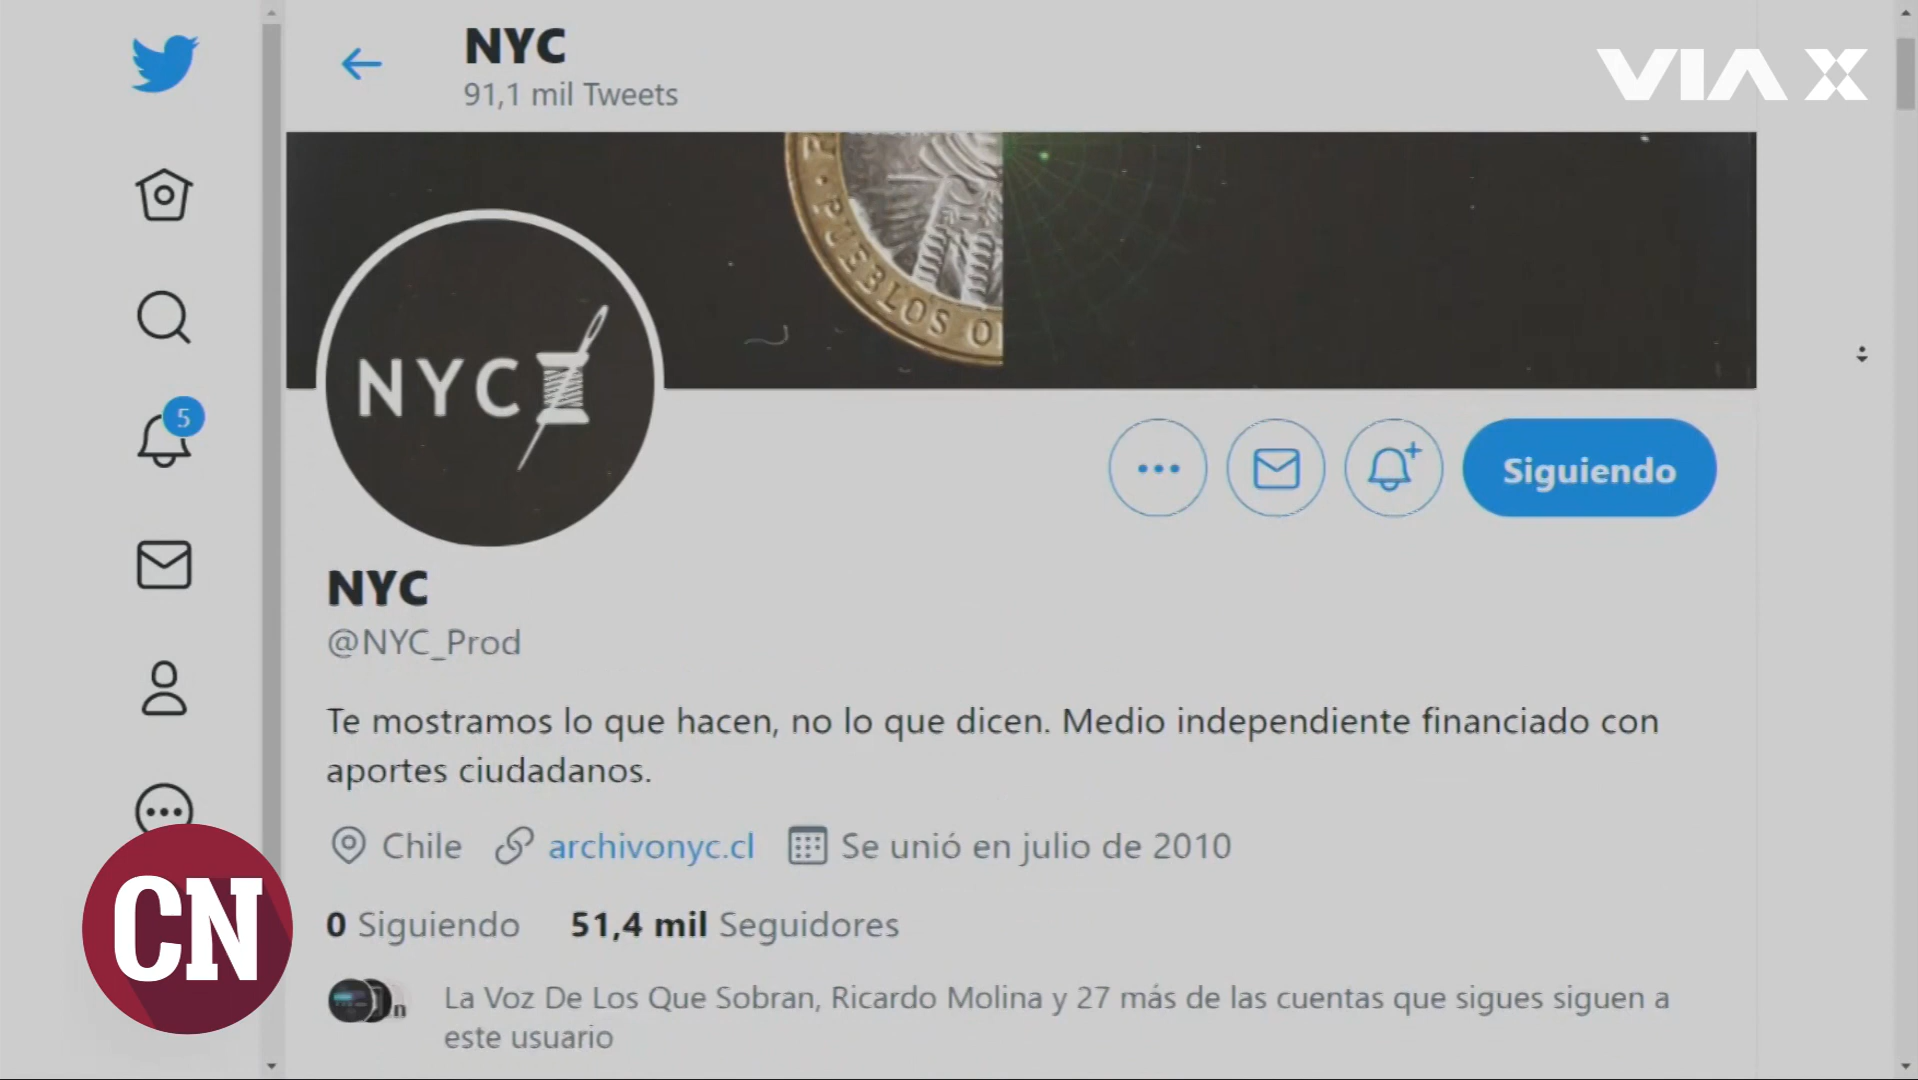 NYC
91,1 mil Tweets
VIA X
PUEBLOS O
NYC
5
Siguiendo
NYC
@NYC_Prod
Te mostramos lo que hacen, no lo que dicen. Medio independiente financiado con
aportes ciudadanos.
Chile archivonyc.cl Se unió en julio de 2010
0 Siguiendo 51,4 mil Seguidores
CN
La Voz De Los Que Sobran, Ricardo Molina y 27 más de las cuentas que sigues siguen a
este usuario